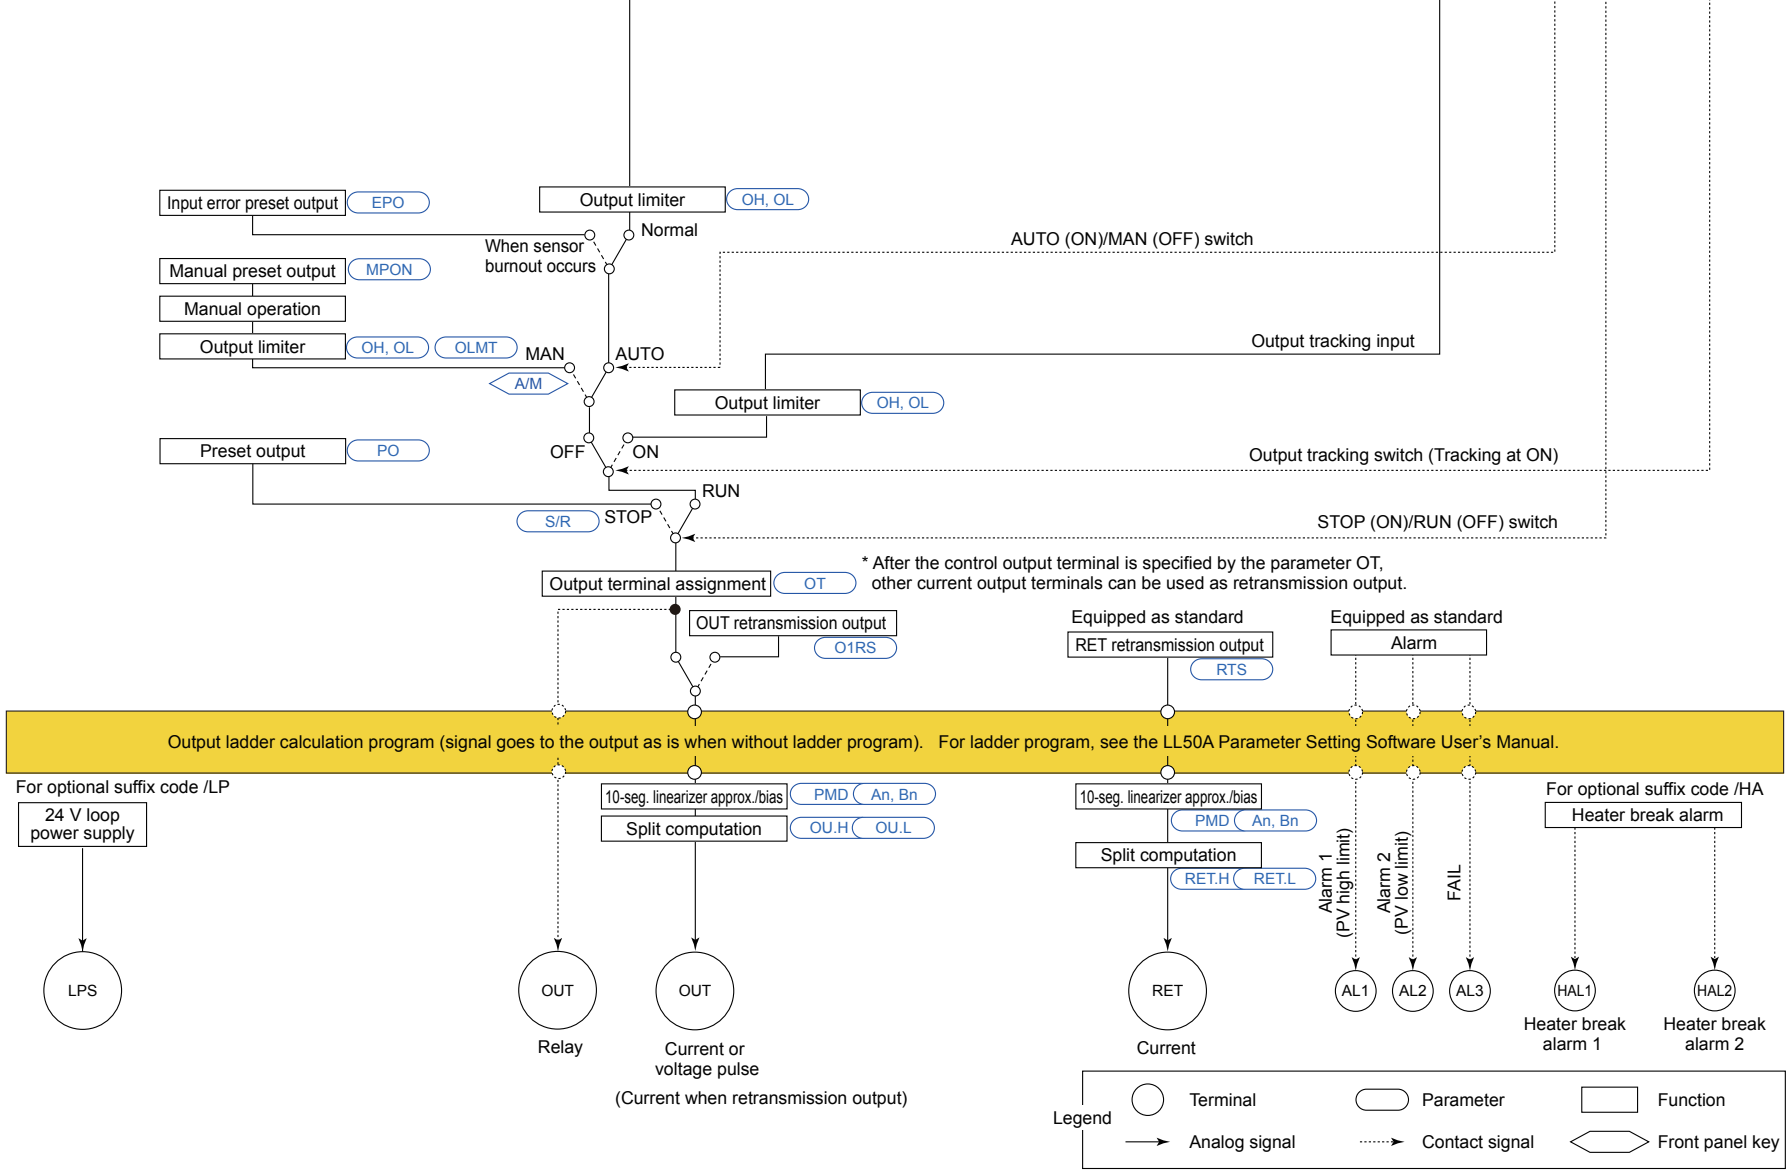 Input error preset output
EPO
Output limiter
OH, OL
Normal
When sensor
burnout occurs
AUTO (ON)/MAN (OFF) switch
Manual preset output
MPON
Manual operation
Output limiter
OH, OL
OLMT
MAN
AUTO
A/M
Output tracking input
Output limiter
OH, OL
Preset output
PO
OFF
ON
Output tracking switch (Tracking at ON)
RUN
S/R
STOP
STOP (ON)/RUN (OFF) switch
Output terminal assignment
OT
* After the control output terminal is specified by the parameter OT,
other current output terminals can be used as retransmission output.
OUT retransmission output
O1RS
Equipped as standard
RET retransmission output
RTS
Equipped as standard
Alarm
Output ladder calculation program (signal goes to the output as is when without ladder program). For ladder program, see the LL50A Parameter Setting Software User's Manual.
For optional suffix code /LP
24 V loop
power supply
10-seg. linearizer approx./bias
PMD
An, Bn
Split computation
OU.H
OU.L
10-seg. linearizer approx./bias
PMD
An, Bn
Split computation
RET.H
RET.L
Alarm 1
(PV high limit)
Alarm 2
(PV low limit)
FAIL
For optional suffix code /HA
Heater break alarm
LPS
OUT
Relay
OUT
Current or
voltage pulse
(Current when retransmission output)
RET
Current
AL1
AL2
AL3
HAL1
Heater break
alarm 1
HAL2
Heater break
alarm 2
Legend
Terminal
Parameter
Function
Analog signal
Contact signal
Front panel key